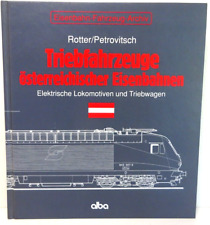 Rotter/Petrovitsch
Triebfahrzeuge
österreichischer Eisenbahnen
Elektrische Lokomotiven und Triebwagen
alba